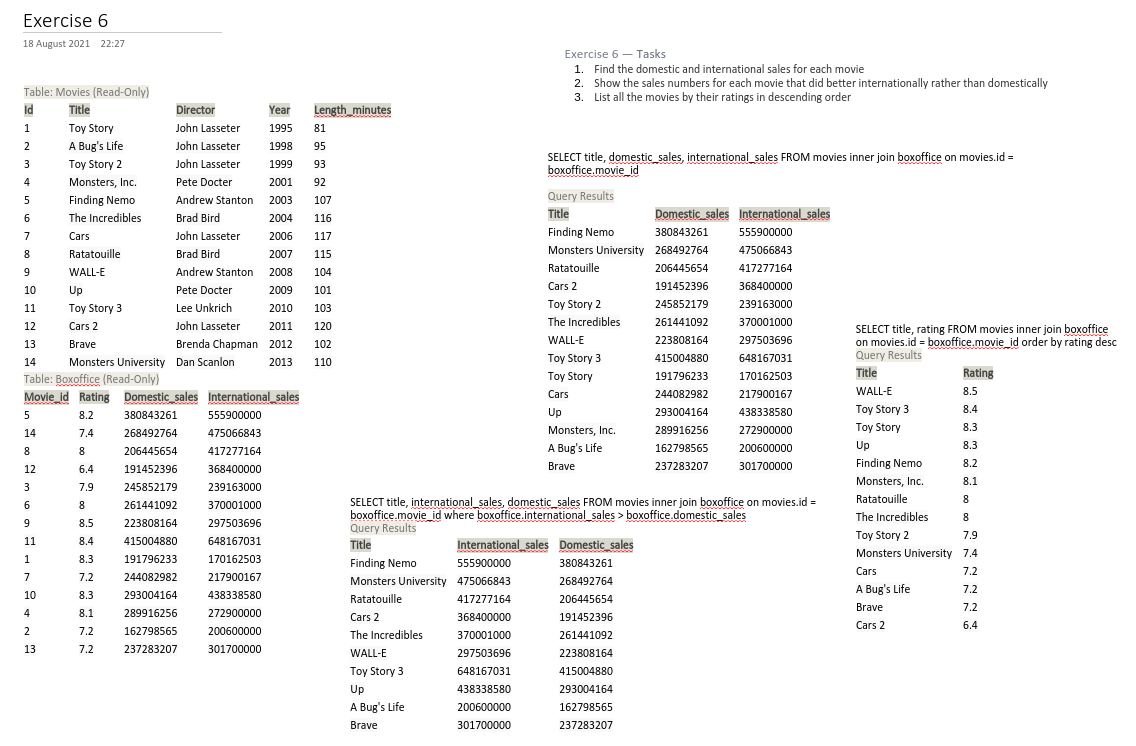 Exercise 6
18 August 2021 22:27
Exercise 6 — Tasks
1. Find the domestic and international sales for each movie
2. Show the sales numbers for each movie that did better internationally rather than domestically
3. List all the movies by their ratings in descending order
Table: Movies (Read-Only)
Id Title Director Year Length_minutes
1 Toy Story John Lasseter 1995 81
2 A Bug's Life John Lasseter 1998 95
3 Toy Story 2 John Lasseter 1999 93
4 Monsters, Inc. Pete Docter 2001 92
5 Finding Nemo Andrew Stanton 2003 107
6 The Incredibles Brad Bird 2004 116
7 Cars John Lasseter 2006 117
8 Ratatouille Brad Bird 2007 115
9 WALL-E Andrew Stanton 2008 104
10 Up Pete Docter 2009 101
11 Toy Story 3 Lee Unkrich 2010 103
12 Cars 2 John Lasseter 2011 120
13 Brave Brenda Chapman 2012 102
14 Monsters University Dan Scanlon 2013 110
Table: Boxoffice (Read-Only)
Movie_id Rating Domestic_sales International_sales
5 8.2 380843261 555900000
14 7.4 268492764 475066843
8 8 206445654 417277164
12 6.4 191452396 368400000
3 7.9 245852179 239163000
6 8 261441092 370001000
9 8.5 223808164 297503696
11 8.4 415004880 648167031
1 8.3 191796233 170162503
7 7.2 244082982 217900167
10 8.3 293004164 438338580
4 8.1 289916256 272900000
2 7.2 162798565 200600000
13 7.2 237283207 301700000
SELECT title, domestic_sales, international_sales FROM movies inner join boxoffice on movies.id =
boxoffice.movie_id
Query Results
Title Domestic_sales International_sales
Finding Nemo 380843261 555900000
Monsters University 268492764 475066843
Ratatouille 206445654 417277164
Cars 2 191452396 368400000
Toy Story 2 245852179 239163000
The Incredibles 261441092 370001000
WALL-E 223808164 297503696
Toy Story 3 415004880 648167031
Toy Story 191796233 170162503
Cars 244082982 217900167
Up 293004164 438338580
Monsters, Inc. 289916256 272900000
A Bug's Life 162798565 200600000
Brave 237283207 301700000
SELECT title, international_sales, domestic_sales FROM movies inner join boxoffice on movies.id =
boxoffice.movie_id where boxoffice.international_sales > boxoffice.domestic_sales
Query Results
Title International_sales Domestic_sales
Finding Nemo 555900000 380843261
Monsters University 475066843 268492764
Ratatouille 417277164 206445654
Cars 2 368400000 191452396
The Incredibles 370001000 261441092
WALL-E 297503696 223808164
Toy Story 3 648167031 415004880
Up 438338580 293004164
A Bug's Life 200600000 162798565
Brave 301700000 237283207
SELECT title, rating FROM movies inner join boxoffice
on movies.id = boxoffice.movie_id order by rating desc
Query Results
Title Rating
WALL-E 8.5
Toy Story 3 8.4
Toy Story 8.3
Up 8.3
Finding Nemo 8.2
Monsters, Inc. 8.1
Ratatouille 8
The Incredibles 8
Toy Story 2 7.9
Monsters University 7.4
Cars 7.2
A Bug's Life 7.2
Brave 7.2
Cars 2 6.4